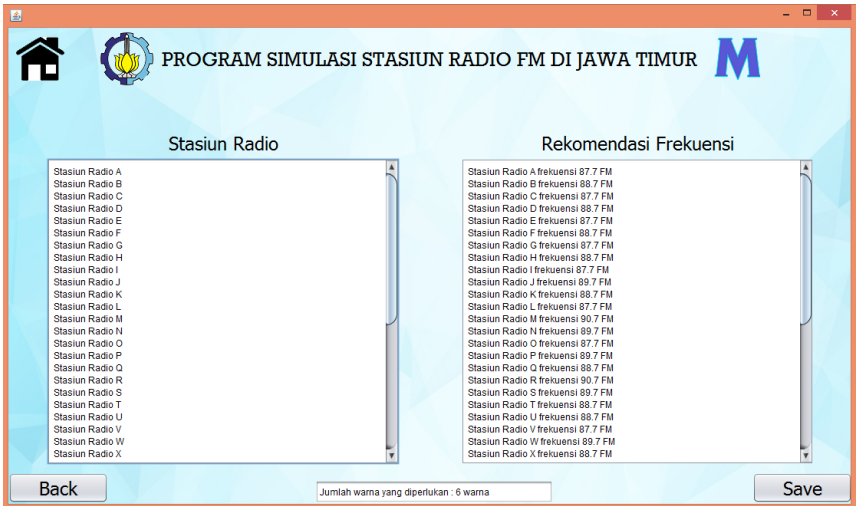 PROGRAM SIMULASI STASIUN RADIO FM DI JAWA TIMUR
M
Stasiun Radio
Stasiun Radio A
Stasiun Radio B
Stasiun Radio C
Stasiun Radio D
Stasiun Radio E
Stasiun Radio F
Stasiun Radio G
Stasiun Radio H
Stasiun Radio I
Stasiun Radio J
Stasiun Radio K
Stasiun Radio L
Stasiun Radio M
Stasiun Radio N
Stasiun Radio O
Stasiun Radio P
Stasiun Radio Q
Stasiun Radio R
Stasiun Radio S
Stasiun Radio T
Stasiun Radio U
Stasiun Radio V
Stasiun Radio W
Stasiun Radio X
Rekomendasi Frekuensi
Stasiun Radio A frekuensi 87.7 FM
Stasiun Radio B frekuensi 88.7 FM
Stasiun Radio C frekuensi 87.7 FM
Stasiun Radio D frekuensi 88.7 FM
Stasiun Radio E frekuensi 87.7 FM
Stasiun Radio F frekuensi 88.7 FM
Stasiun Radio G frekuensi 87.7 FM
Stasiun Radio H frekuensi 88.7 FM
Stasiun Radio I frekuensi 87.7 FM
Stasiun Radio J frekuensi 89.7 FM
Stasiun Radio K frekuensi 88.7 FM
Stasiun Radio L frekuensi 87.7 FM
Stasiun Radio M frekuensi 90.7 FM
Stasiun Radio N frekuensi 89.7 FM
Stasiun Radio O frekuensi 87.7 FM
Stasiun Radio P frekuensi 89.7 FM
Stasiun Radio Q frekuensi 88.7 FM
Stasiun Radio R frekuensi 90.7 FM
Stasiun Radio S frekuensi 89.7 FM
Stasiun Radio T frekuensi 88.7 FM
Stasiun Radio U frekuensi 88.7 FM
Stasiun Radio V frekuensi 87.7 FM
Stasiun Radio W frekuensi 89.7 FM
Stasiun Radio X frekuensi 88.7 FM
Back
Jumlah warna yang diperlukan : 6 warna
Save